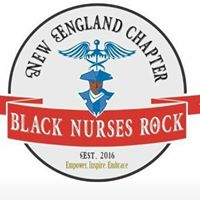 New England Chapter
BLACK NURSES ROCK
EST. 2016
Empower, Inspire, Embrace